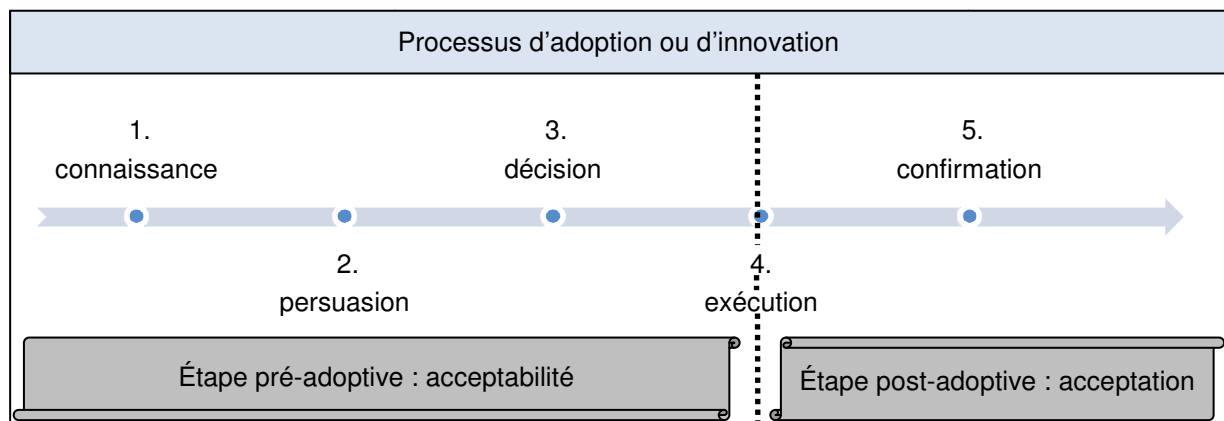 Processus d’adoption ou d’innovation
1.
connaissance
3.
décision
5.
confirmation
2.
persuasion
4.
exécution
Étape pré-adoptive : acceptabilité
Étape post-adoptive : acceptation